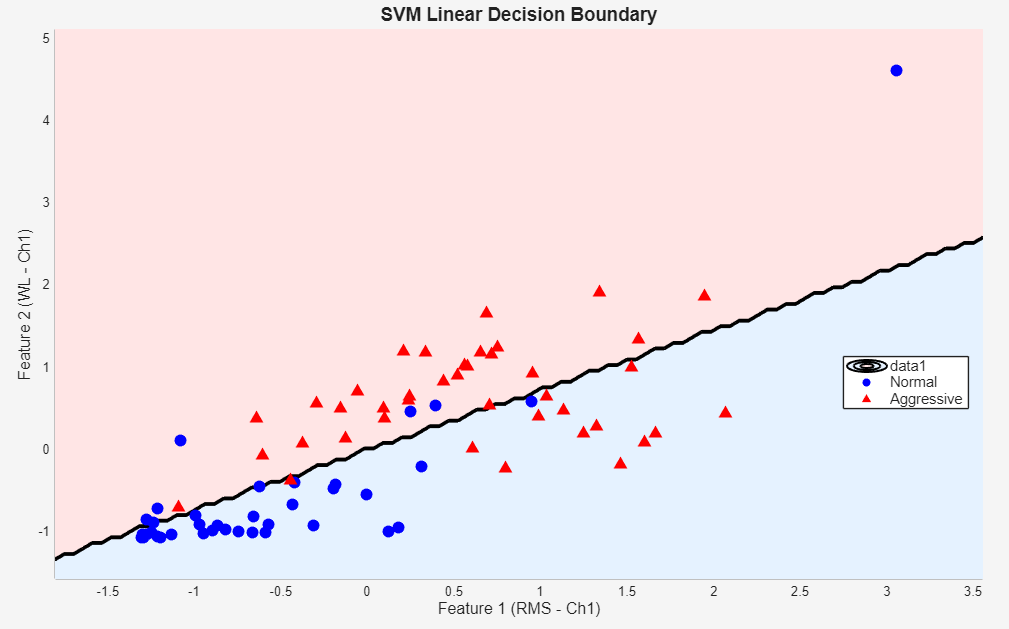 SVM Linear Decision Boundary
Feature 2 (WL - Ch1)
5
4
3
2
1
0
-1
data1
Normal
Aggressive
-1.5 -1 -0.5 0 0.5 1 1.5 2 2.5 3 3.5
Feature 1 (RMS - Ch1)